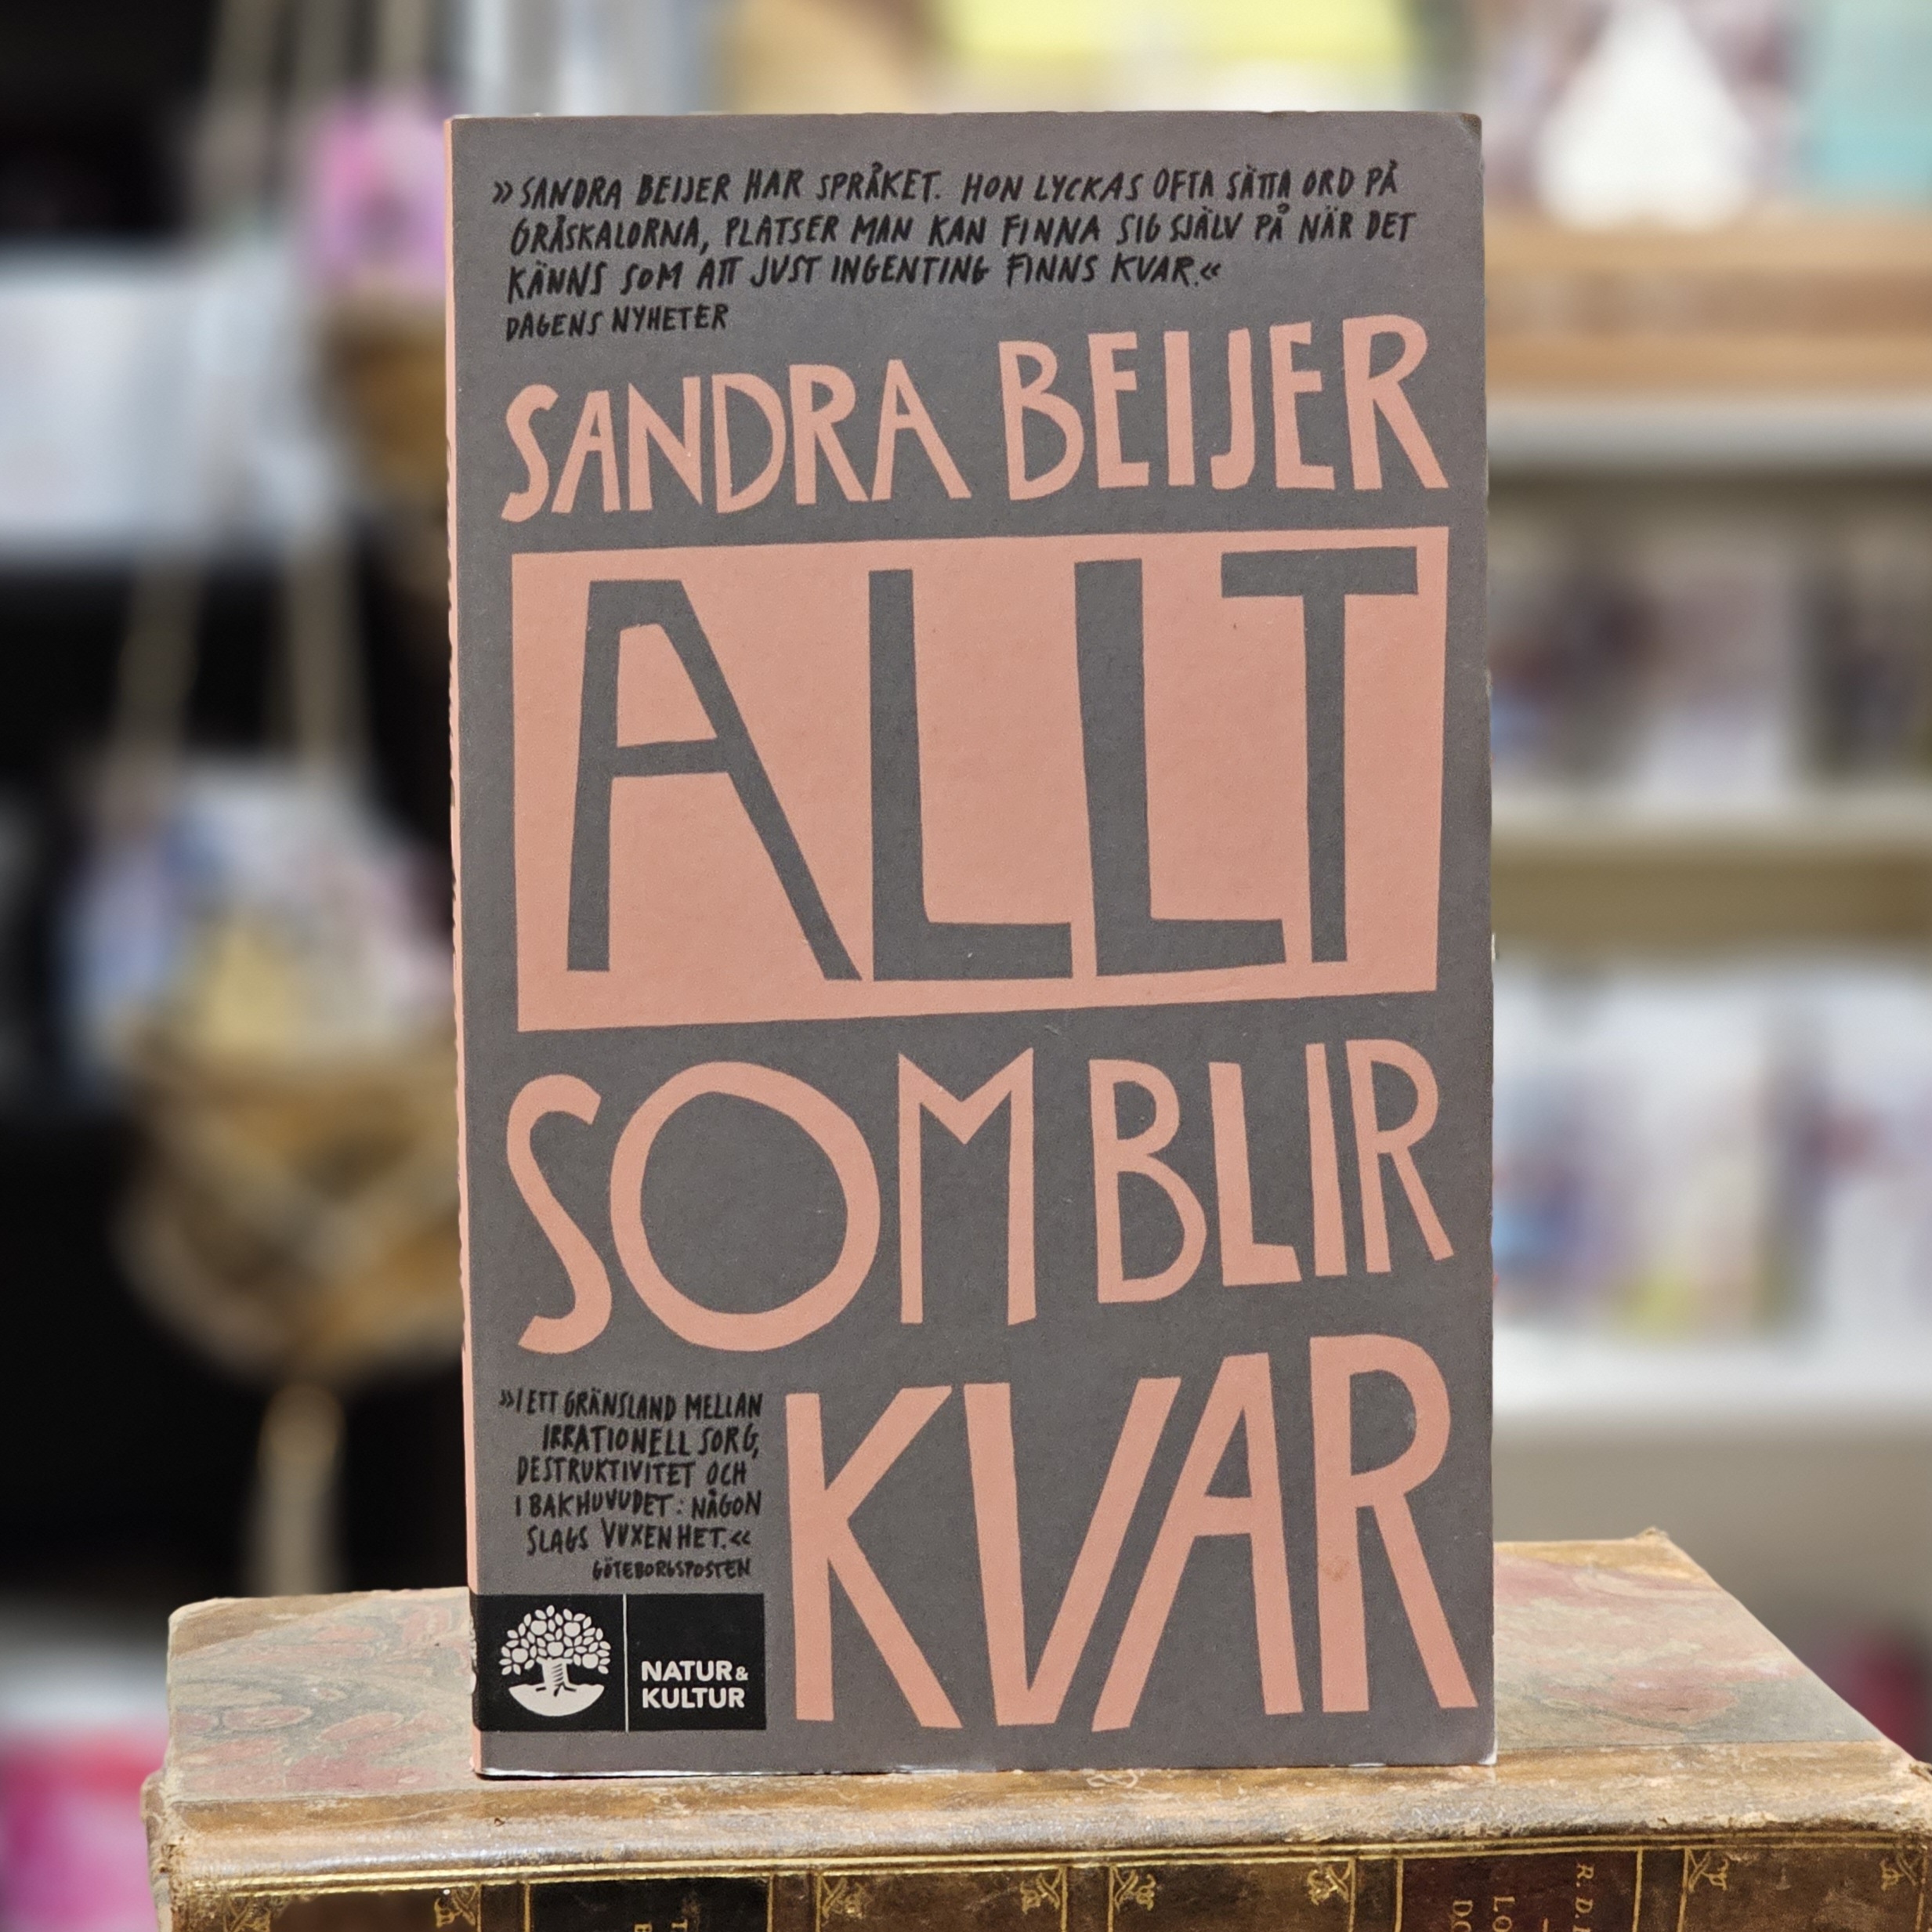 »SANDRA BEIJER HAR SPRÅKET. HON LYCKAS OFTA SÄTTA ORD PÅ
GRÅSKALORNA, PLATSER MAN KAN FINNA SIG SJÄLV PÅ NÄR DET
KÄNNS SOM ATT JUST INGENTING FINNS KVAR.«
DAGENS NYHETER
SANDRA BEIJER
ALLT
SOM BLIR
KVAR
»I ETT GRÄNSLAND MELLAN
IRRATIONELL SORG,
DESTRUKTIVITET OCH
I BAKHUVUDET: NÅGON
SLAGS VUXENHET.«
GÖTEBORGSPOSTEN
NATUR&
KULTUR